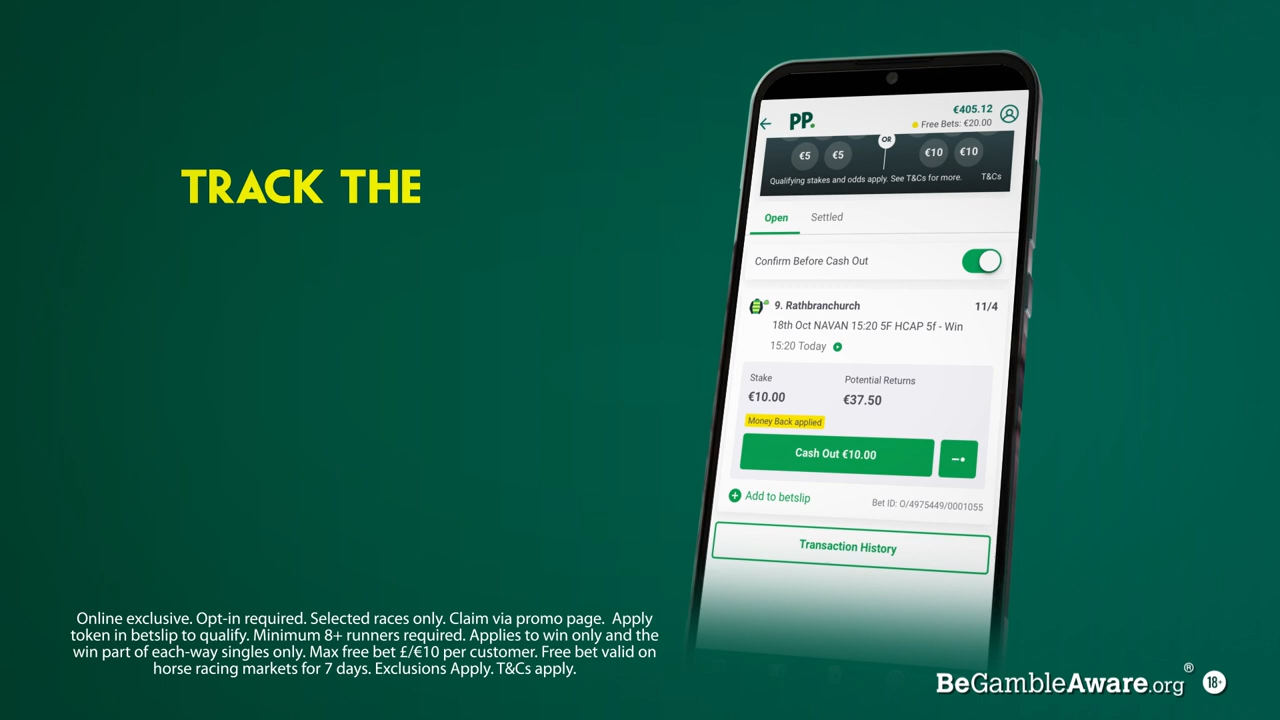 TRACK THE
€405.12
PP.
Free Bets: €20.00
OR
€5 €5 €10 €10
Qualifying stakes and odds apply. See T&Cs for more. T&Cs
Open Settled
Confirm Before Cash Out
9. Rathbranchurch 11/4
18th Oct NAVAN 15:20 5F HCAP 5f - Win
15:20 Today
Stake Potential Returns
€10.00 €37.50
Money Back applied
Cash Out €10.00
Add to betslip Bet ID: O/4975449/0001055
Transaction History
Online exclusive. Opt-in required. Selected races only. Claim via promo page. Apply
token in betslip to qualify. Minimum 8+ runners required. Applies to win only and the
win part of each-way singles only. Max free bet £/€10 per customer. Free bet valid on
horse racing markets for 7 days. Exclusions Apply. T&Cs apply.
BeGambleAware.org® 18+